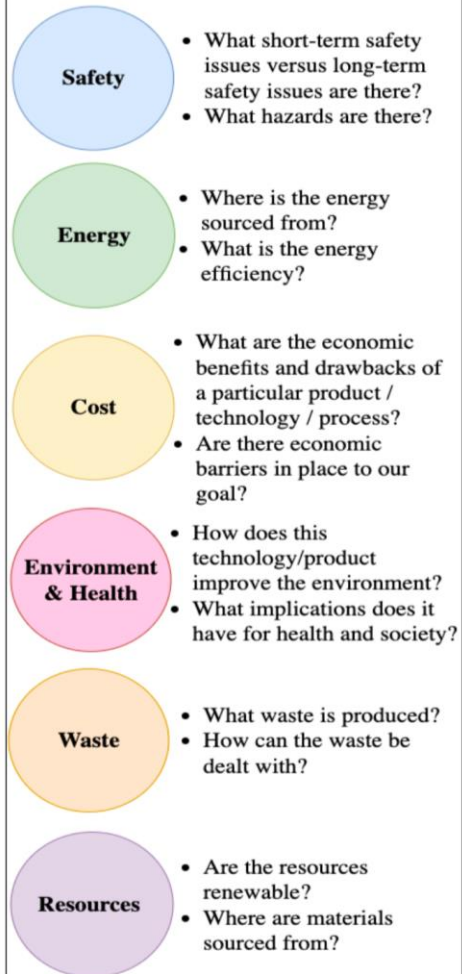 Safety
• What short-term safety
issues versus long-term
safety issues are there?
• What hazards are there?
Energy
• Where is the energy
sourced from?
• What is the energy
efficiency?
Cost
• What are the economic
benefits and drawbacks of
a particular product /
technology / process?
• Are there economic
barriers in place to our
goal?
Environment
& Health
• How does this
technology/product
improve the environment?
• What implications does it
have for health and society?
Waste
• What waste is produced?
• How can the waste be
dealt with?
Resources
• Are the resources
renewable?
• Where are materials
sourced from?